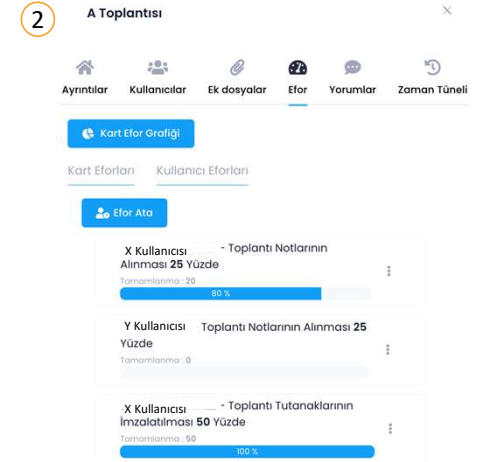 2
A Toplantısı
Ayrıntılar Kullanıcılar Ek dosyalar Efor Yorumlar Zaman Tüneli
Kart Efor Grafiği
Kart Eforları Kullanıcı Eforları
Efor Ata
X Kullanıcısı - Toplantı Notlarının
Alınması 25 Yüzde
Tamamlanma : 20
80 %
Y Kullanıcısı Toplantı Notlarının Alınması 25
Yüzde
Tamamlanma : 0
X Kullanıcısı - Toplantı Tutanaklarının
İmzalatılması 50 Yüzde
Tamamlanma : 50
100 %